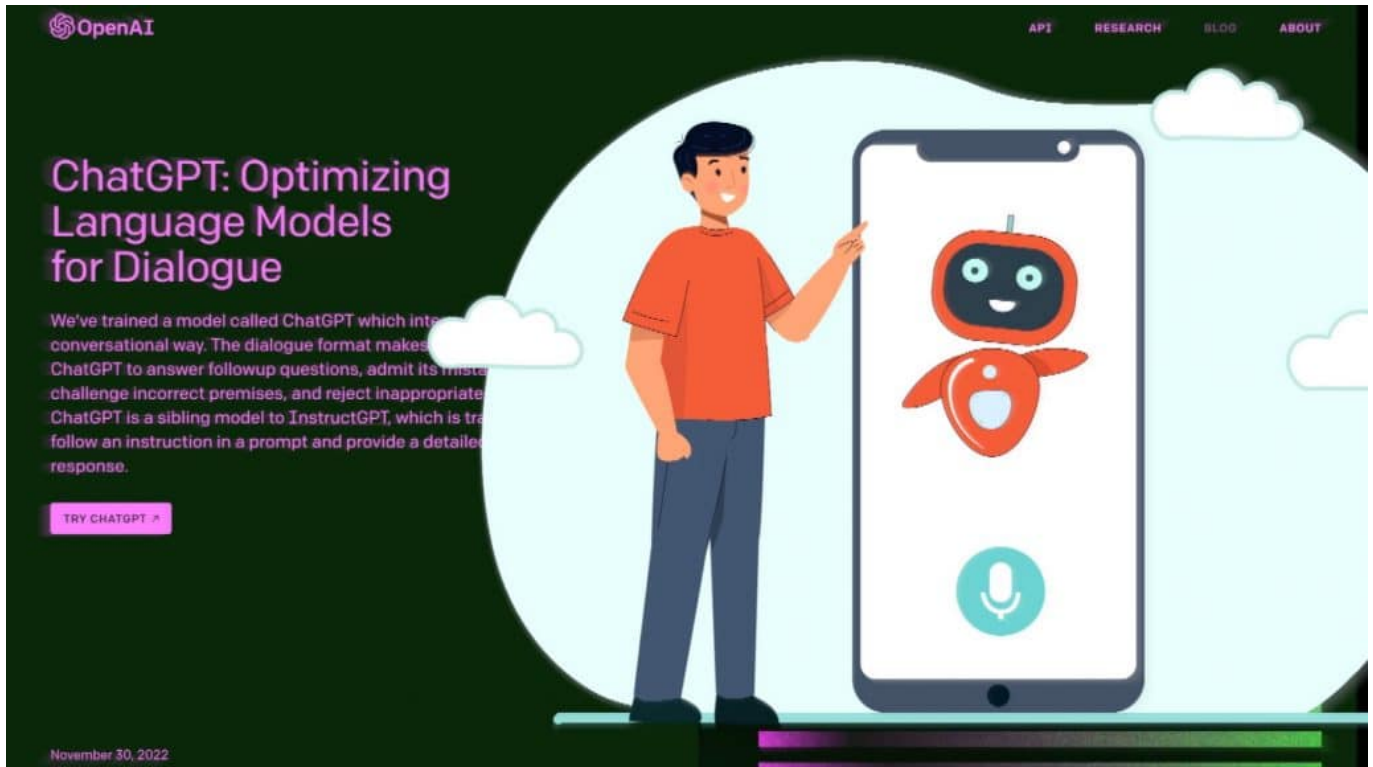 OpenAI
API RESEARCH BLOG ABOUT
ChatGPT: Optimizing
Language Models
for Dialogue
We've trained a model called ChatGPT which
conversational way. The dialogue format makes
ChatGPT to answer followup questions, admit its
challenge incorrect premises, and reject inappropriate
ChatGPT is a sibling model to InstructGPT, which is
follow an instruction in a prompt and provide a detailed
response.
TRY CHATGPT ↗
November 30, 2022